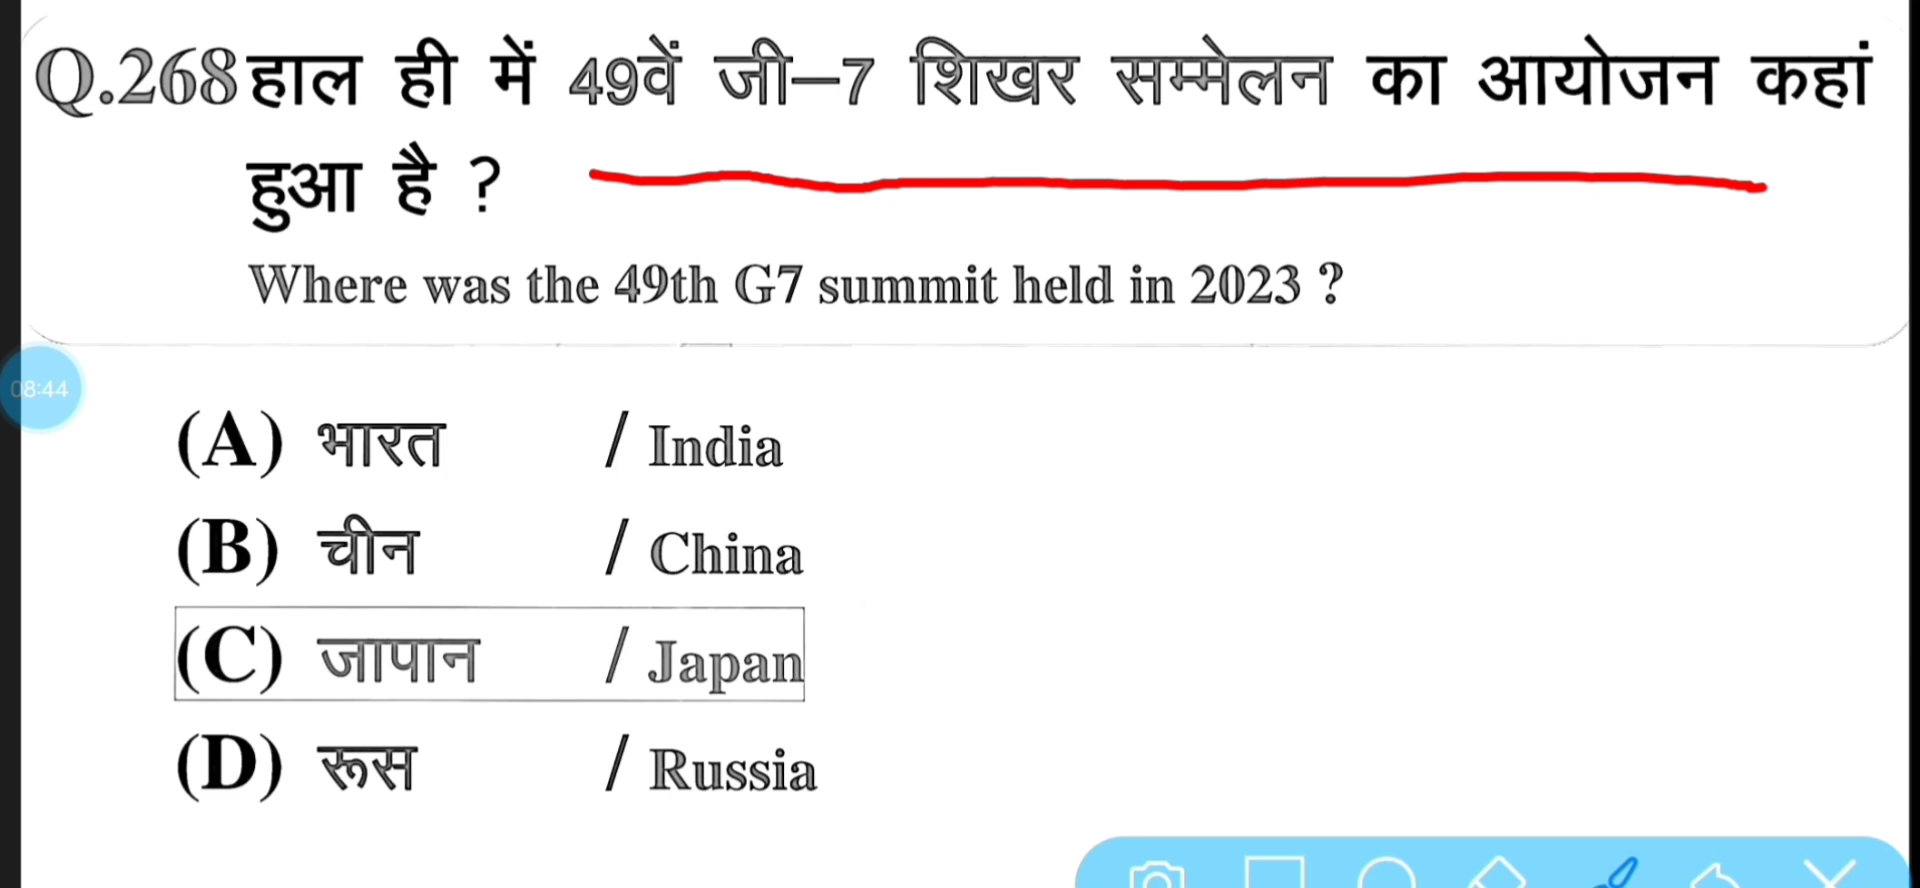 Q.268 हाल ही में 49वें जी–7 शिखर सम्मेलन का आयोजन कहां
हुआ है ?
Where was the 49th G7 summit held in 2023 ?
08:44
(A) भारत / India
(B) चीन / China
(C) जापान / Japan
(D) रूस / Russia